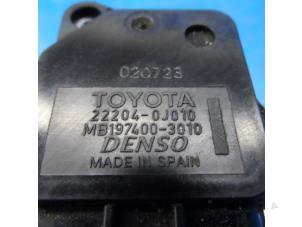 020723
TOYOTA
22204-0J010
MB197400-3010
DENSO
MADE IN SPAIN